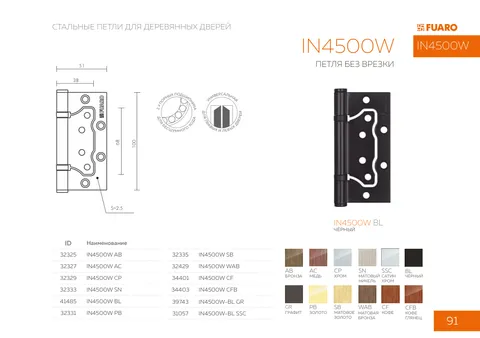 СТАЛЬНЫЕ ПЕТЛИ ДЛЯ ДЕРЕВЯННЫХ ДВЕРЕЙ
FUARO
IN4500W
IN4500W
ПЕТЛЯ БЕЗ ВРЕЗКИ
51
38
68
100
S=2.5
FUARO
УНИВЕРСАЛЬНАЯ
IN4500W BL
ЧЕРНЫЙ
ID Наименование
32325 IN4500W AB
32327 IN4500W AC
32329 IN4500W CP
32333 IN4500W SN
41485 IN4500W BL
32331 IN4500W PB
32335 IN4500W SB
32429 IN4500W WAB
34401 IN4500W CF
34403 IN4500W CFB
39743 IN4500W-BL GR
31057 IN4500W-BL SSC
AB БРОНЗА
AC МЕДЬ
CP ХРОМ
SN МАТОВЫЙ НИКЕЛЬ
SSC САТИН ХРОМ
BL ЧЕРНЫЙ
GR ГРАФИТ
PB ЗОЛОТО
SB МАТОВОЕ ЗОЛОТО
WAB МАТОВАЯ БРОНЗА
CF КОФЕ
CFB КОФЕ ГЛЯНЕЦ
91